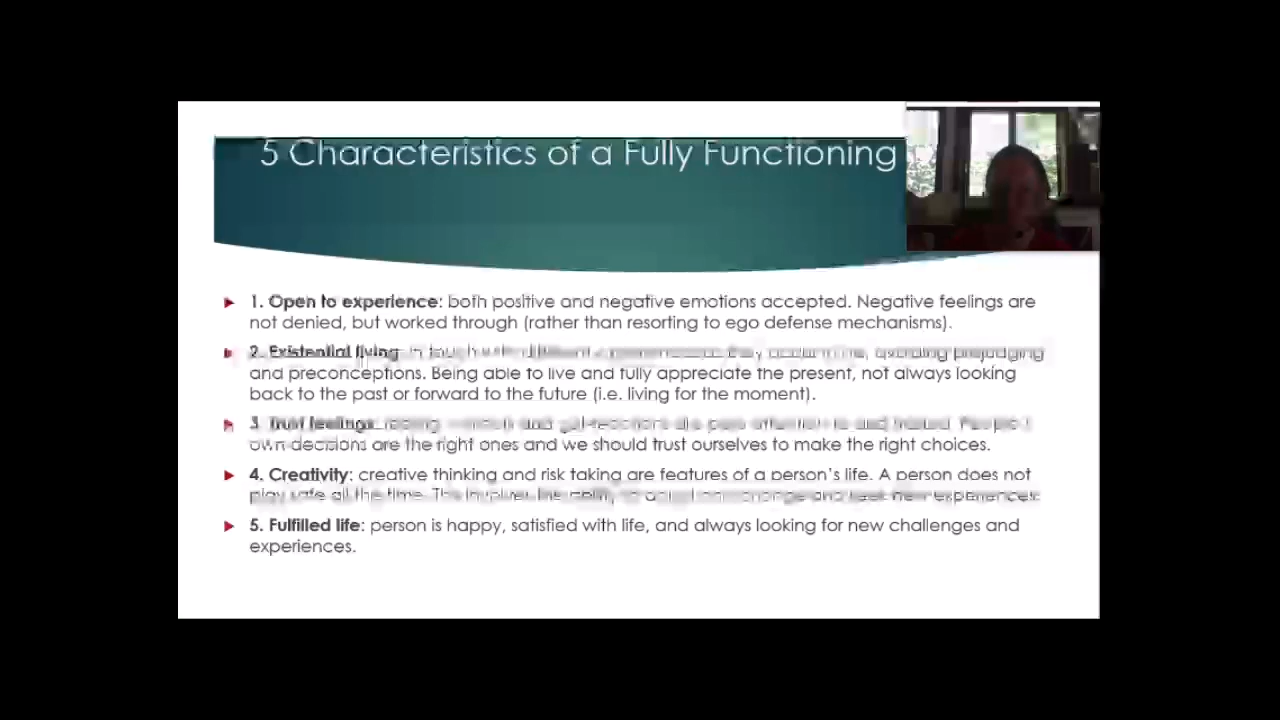 5 Characteristics of a Fully Functioning
1. Open to experience: both positive and negative emotions accepted. Negative feelings are
not denied, but worked through (rather than resorting to ego defense mechanisms).
2. Existential living: in touch with different experiences as they occur in life, avoiding prejudging
and preconceptions. Being able to live and fully appreciate the present, not always looking
back to the past or forward to the future (i.e. living for the moment).
3. Trust feelings: and gut-reactions are paid attention to and trusted. People's
own decisions are the right ones and we should trust ourselves to make the right choices.
4. Creativity: creative thinking and risk taking are features of a person's life. A person does not
play safe all the time. This involves the ability to adjust and change and seek new experiences.
5. Fulfilled life: person is happy, satisfied with life, and always looking for new challenges and
experiences.